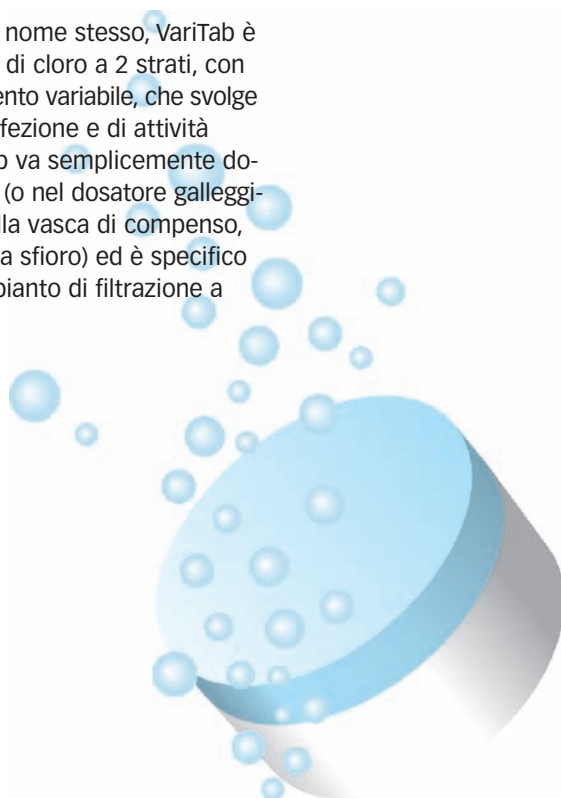 nome stesso, VariTab è
di cloro a 2 strati, con
ento variabile, che svolge
fezione e di attività
o va semplicemente do-
(o nel dosatore galleggi-
lla vasca di compenso,
a sfioro) ed è specifico
pianto di filtrazione a